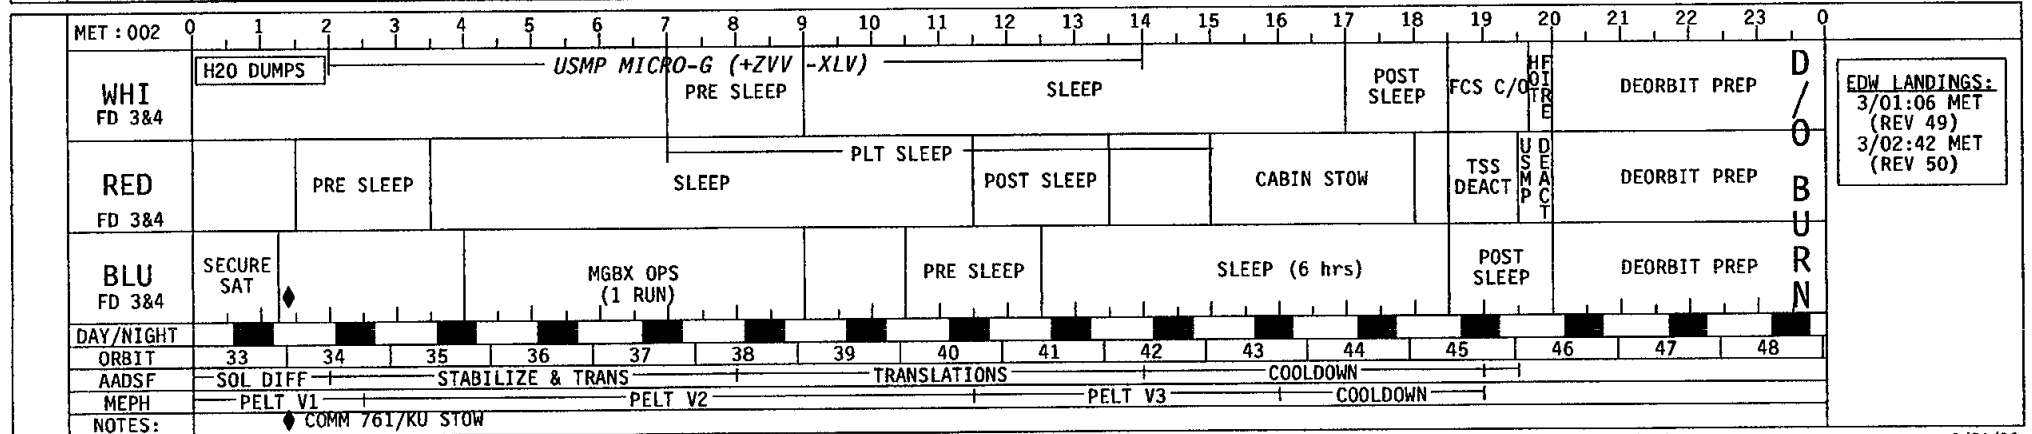 MET:002 0 1 2 3 4 5 6 7 8 9 10 11 12 13 14 15 16 17 18 19 20 21 22 23 0
WHI
FD 3&4
H2O DUMPS
USMP MICRO-G (+ZVV -XLV)
PRE SLEEP
SLEEP
POST
SLEEP
FCS C/O
HOT
FIRE
DEORBIT PREP
D/O BURN
EDW LANDINGS:
3/01:06 MET
(REV 49)
3/02:42 MET
(REV 50)
RED
FD 3&4
PRE SLEEP
SLEEP
PLT SLEEP
POST SLEEP
CABIN STOW
TSS
DEACT
USMP
DEACT
DEORBIT PREP
BLU
FD 3&4
SECURE
SAT
MGBX OPS
(1 RUN)
PRE SLEEP
SLEEP (6 hrs)
POST
SLEEP
DEORBIT PREP
DAY/NIGHT
ORBIT 33 34 35 36 37 38 39 40 41 42 43 44 45 46 47 48
AADSF SOL DIFF STABILIZE & TRANS TRANSLATIONS COOLDOWN
MEPH PELT V1 PELT V2 PELT V3 COOLDOWN
NOTES: COMM 761/KU STOW